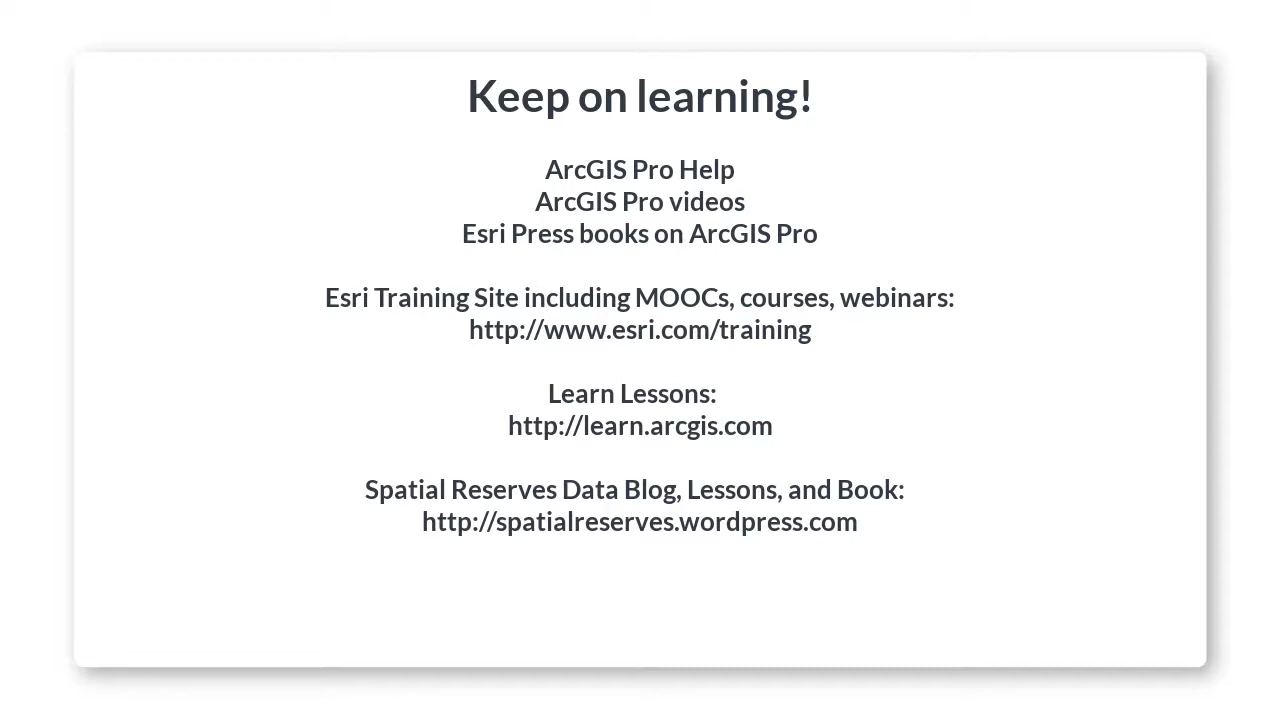 Keep on learning!
ArcGIS Pro Help
ArcGIS Pro videos
Esri Press books on ArcGIS Pro
Esri Training Site including MOOCs, courses, webinars:
http://www.esri.com/training
Learn Lessons:
http://learn.arcgis.com
Spatial Reserves Data Blog, Lessons, and Book:
http://spatialreserves.wordpress.com